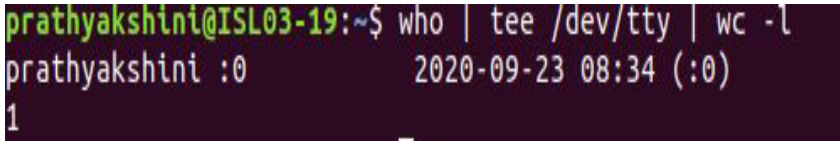 prathyakshini@ISL03-19:~$ who | tee /dev/tty | wc -l
prathyakshini :0           2020-09-23 08:34 (:0)
1